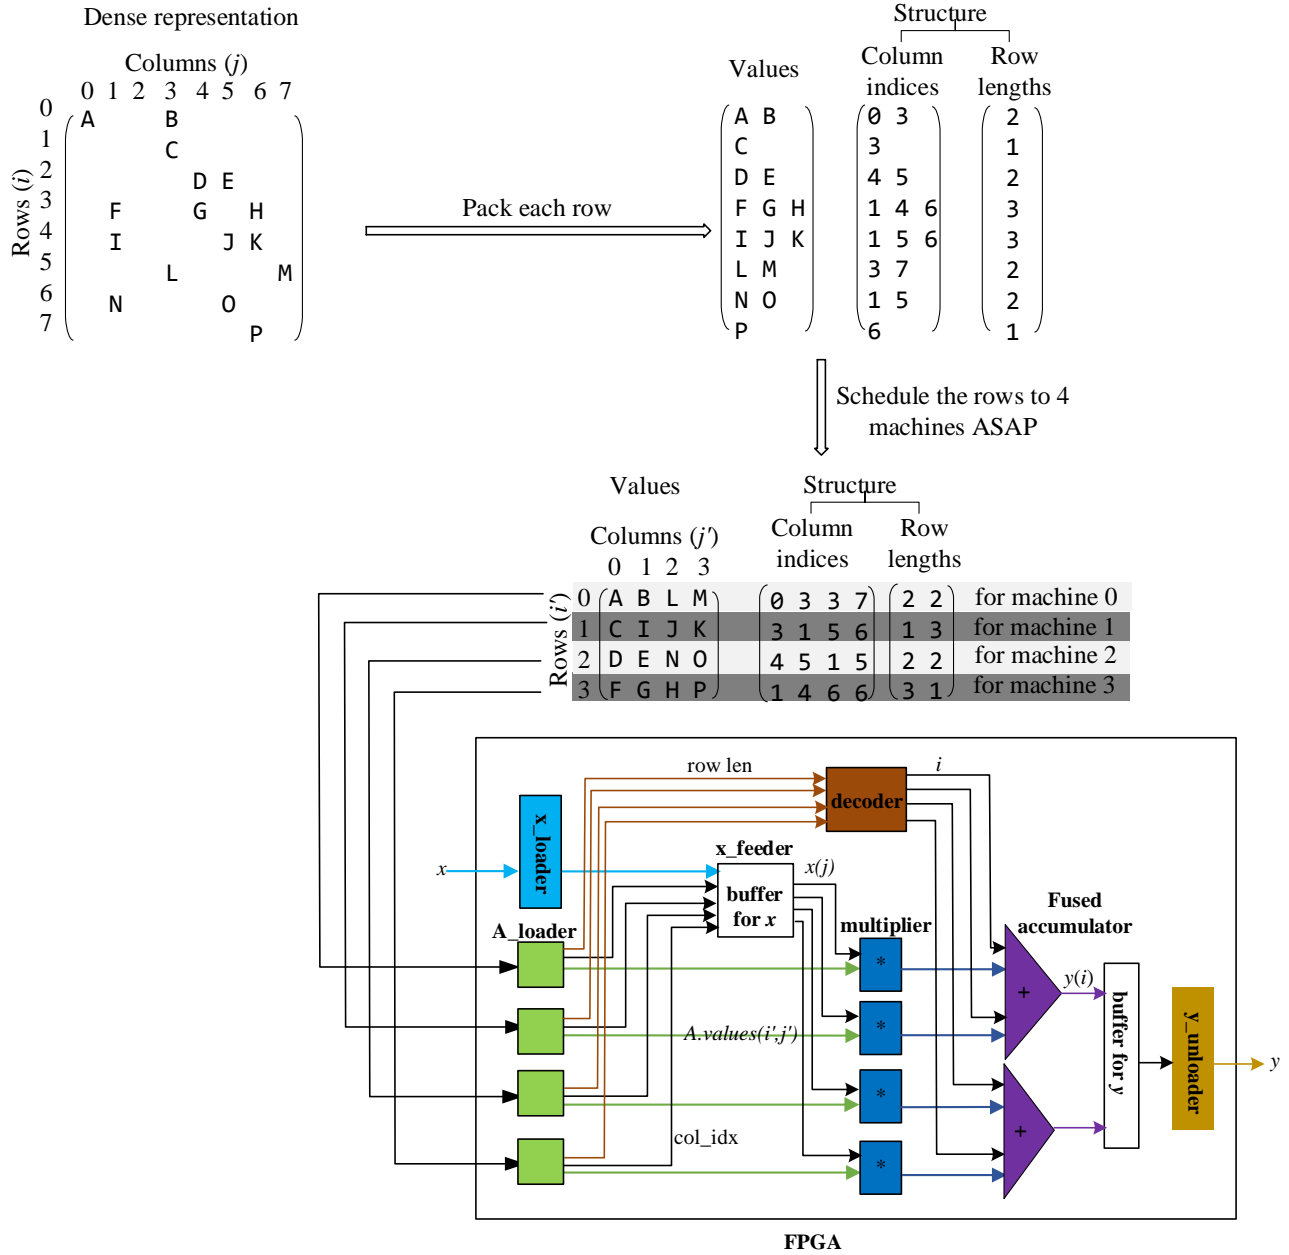 Dense representation
Columns (j)
0 1 2 3 4 5 6 7
Rows (i)
0
1
2
3
4
5
6
7
A B
C
D E
F G H
I J K
L M
N O
P
Pack each row
Structure
Values
Column indices
Row lengths
A B 0 3 2
C 3 1
D E 4 5 2
F G H 1 4 6 3
I J K 1 5 6 3
L M 3 7 2
N O 1 5 2
P 6 1
Schedule the rows to 4
machines ASAP
Values
Structure
Columns (j')
Column indices
Row lengths
0 1 2 3
Rows (i')
0 A B L M 0 3 3 7 2 2 for machine 0
1 C I J K 3 1 5 6 1 3 for machine 1
2 D E N O 4 5 1 5 2 2 for machine 2
3 F G H P 1 4 6 6 3 1 for machine 3
row len
i
decoder
x_loader
x_feeder
x
x(j)
buffer
for x
Fused
accumulator
A_loader
multiplier
*
+
y(i)
*
A.values(i',j')
buffer for y
y_unloader
y
*
+
col_idx
*
FPGA